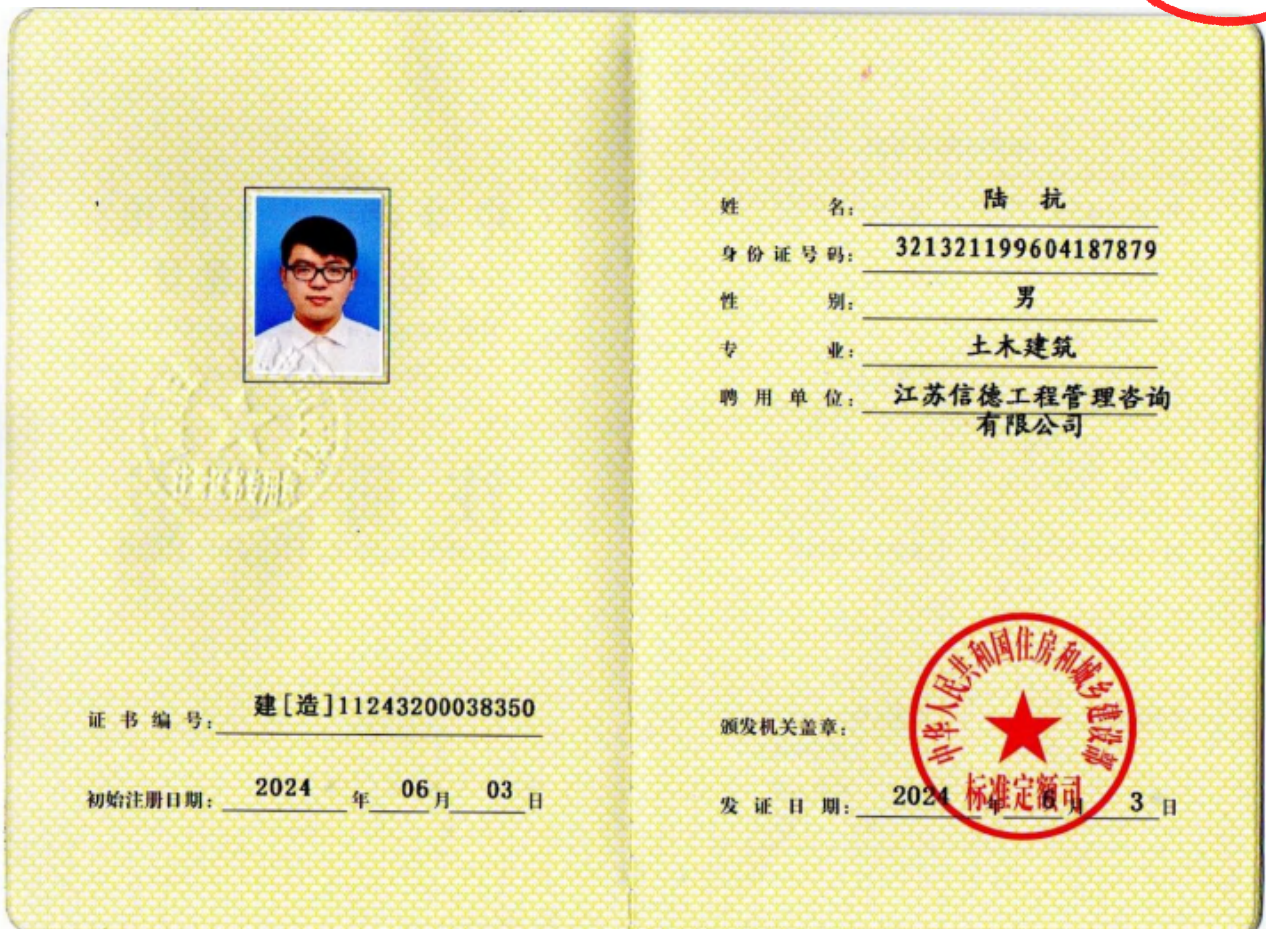 证书编号：建[造]11243200038350
初始注册日期：2024年06月03日
姓名：陆抗
身份证号码：321321199604187879
性别：男
专业：土木建筑
聘用单位：江苏信德工程管理咨询
有限公司
颁发机关盖章：
中华人民共和国住房和城乡建设部
标准定额司
发证日期：2024年6月3日